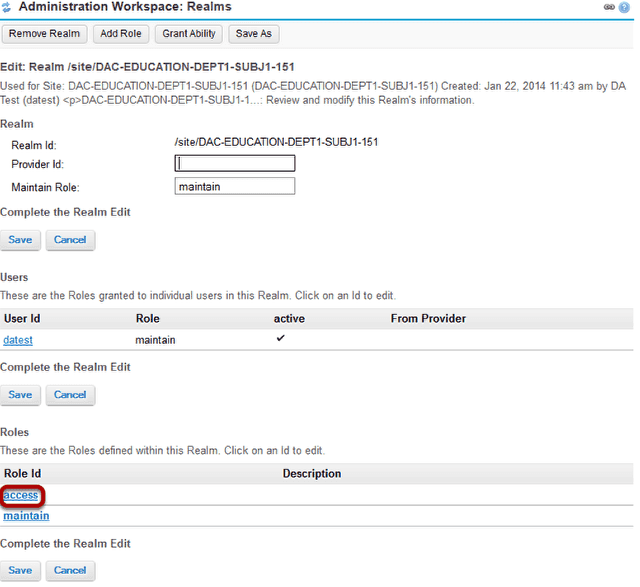 Administration Workspace: Realms
Remove Realm Add Role Grant Ability Save As
Edit: Realm /site/DAC-EDUCATION-DEPT1-SUBJ1-151
Used for Site: DAC-EDUCATION-DEPT1-SUBJ1-151 (DAC-EDUCATION-DEPT1-SUBJ1-151) Created: Jan 22, 2014 11:43 am by DA
Test (datest) <p>DAC-EDUCATION-DEPT1-SUBJ1-1...: Review and modify this Realm's information.
Realm
Realm Id: /site/DAC-EDUCATION-DEPT1-SUBJ1-151
Provider Id:
Maintain Role: maintain
Complete the Realm Edit
Save Cancel
Users
These are the Roles granted to individual users in this Realm. Click on an Id to edit.
User Id Role active From Provider
datest maintain ✔
Complete the Realm Edit
Save Cancel
Roles
These are the Roles defined within this Realm. Click on an Id to edit.
Role Id Description
access
maintain
Complete the Realm Edit
Save Cancel